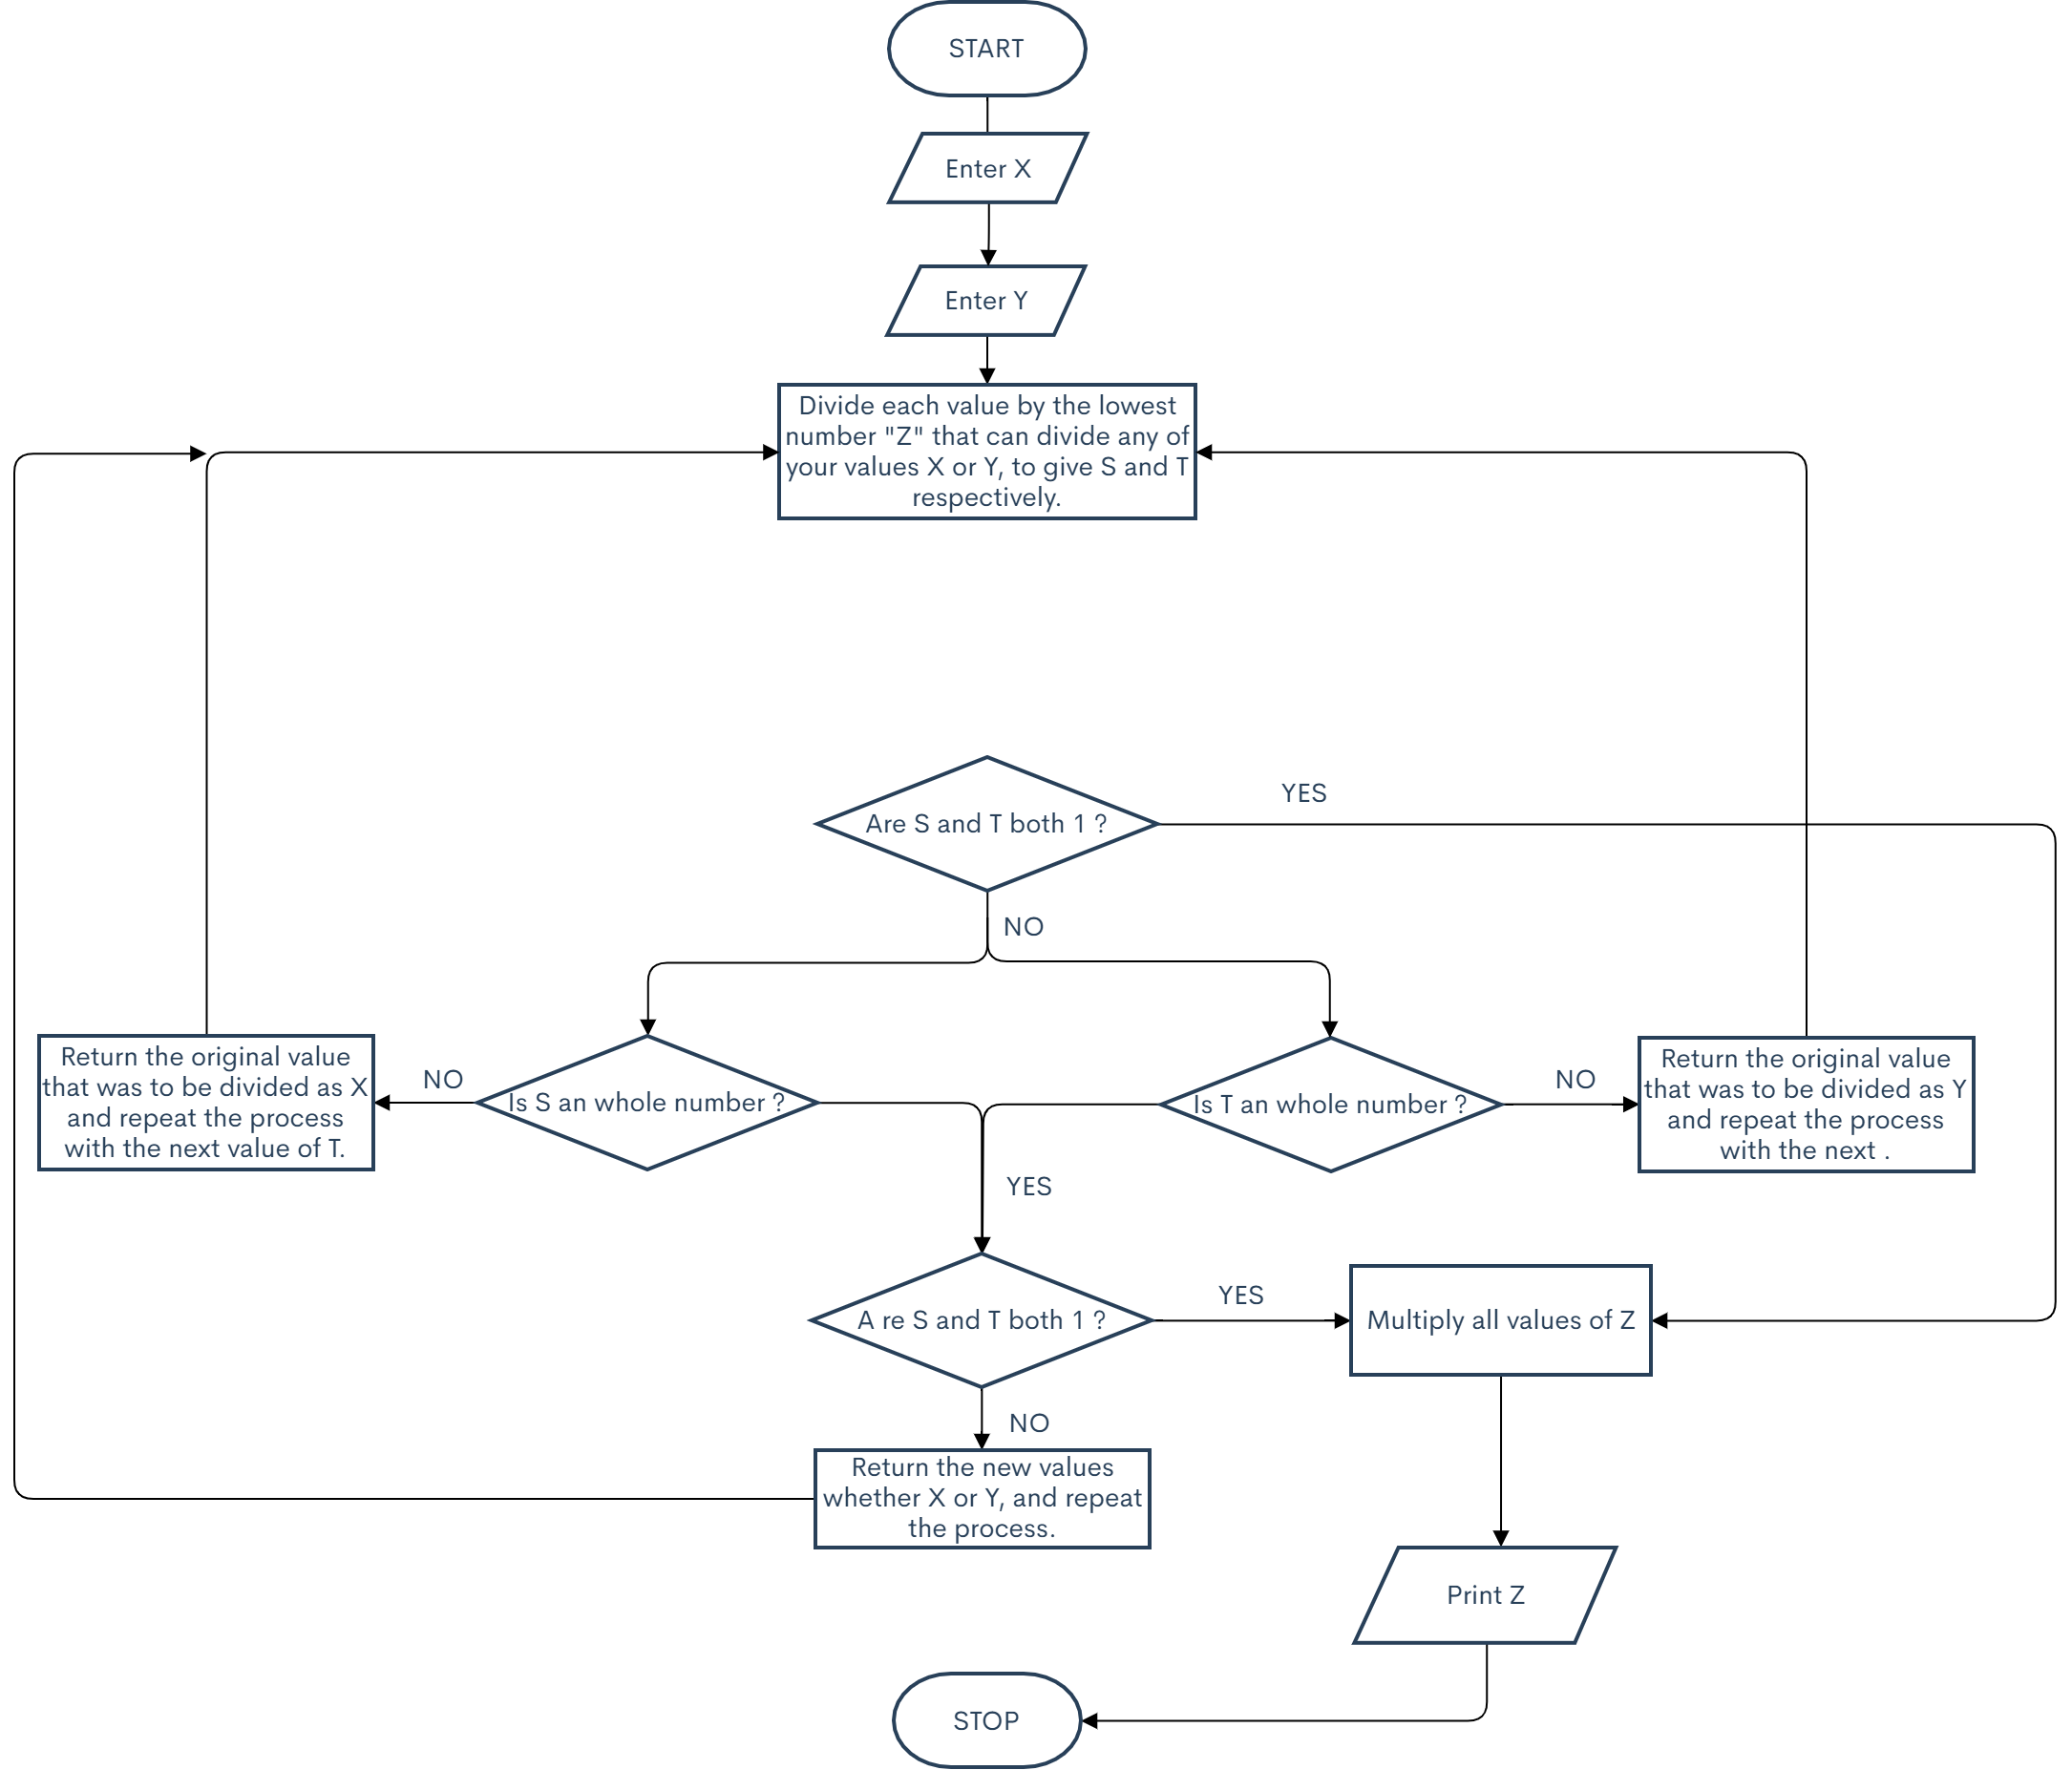 START
Enter X
Enter Y
Divide each value by the lowest
number "Z" that can divide any of
your values X or Y, to give S and T
respectively.
YES
Are S and T both 1 ?
NO
Return the original value
that was to be divided as X
and repeat the process
with the next value of T.
NO
Is S an whole number ?
Is T an whole number ?
NO
Return the original value
that was to be divided as Y
and repeat the process
with the next .
YES
A re S and T both 1 ?
YES
Multiply all values of Z
NO
Return the new values
whether X or Y, and repeat
the process.
Print Z
STOP